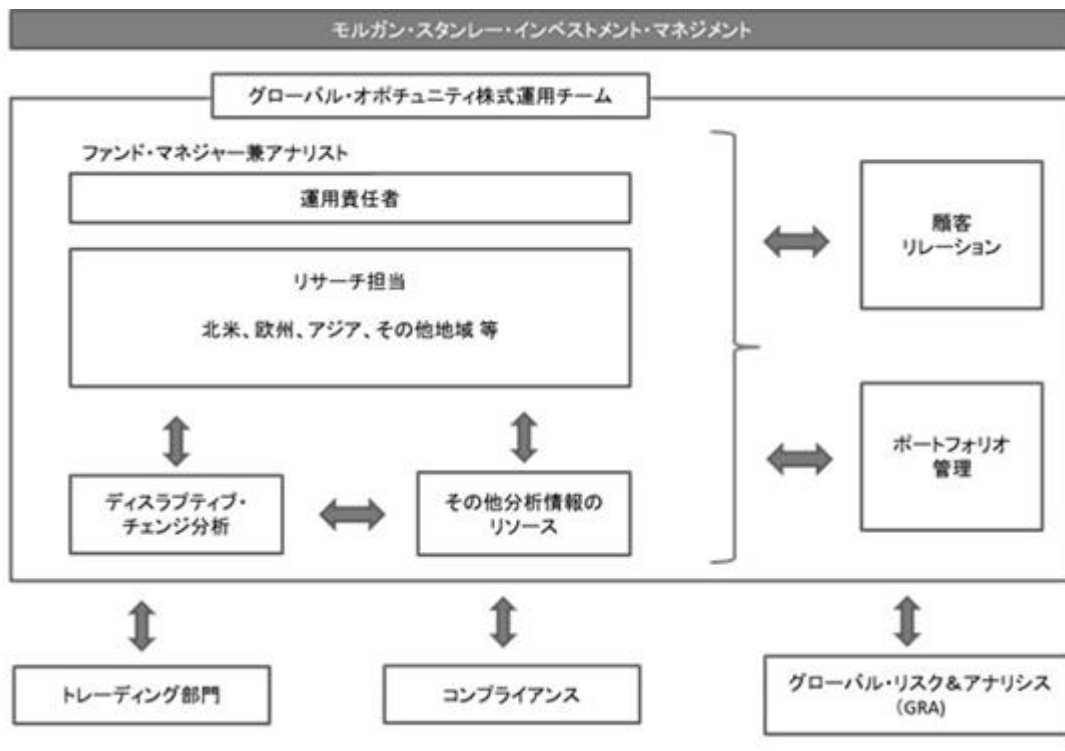 モルガン・スタンレー・インベストメント・マネジメント
グローバル・オポチュニティ株式運用チーム
ファンド・マネジャー兼アナリスト
運用責任者
リサーチ担当
北米、欧州、アジア、その他地域 等
ディスラプティブ・
チェンジ分析
その他分析情報の
リソース
顧客
リレーション
ポートフォリオ
管理
トレーディング部門
コンプライアンス
グローバル・リスク&アナリシス
(GRA)